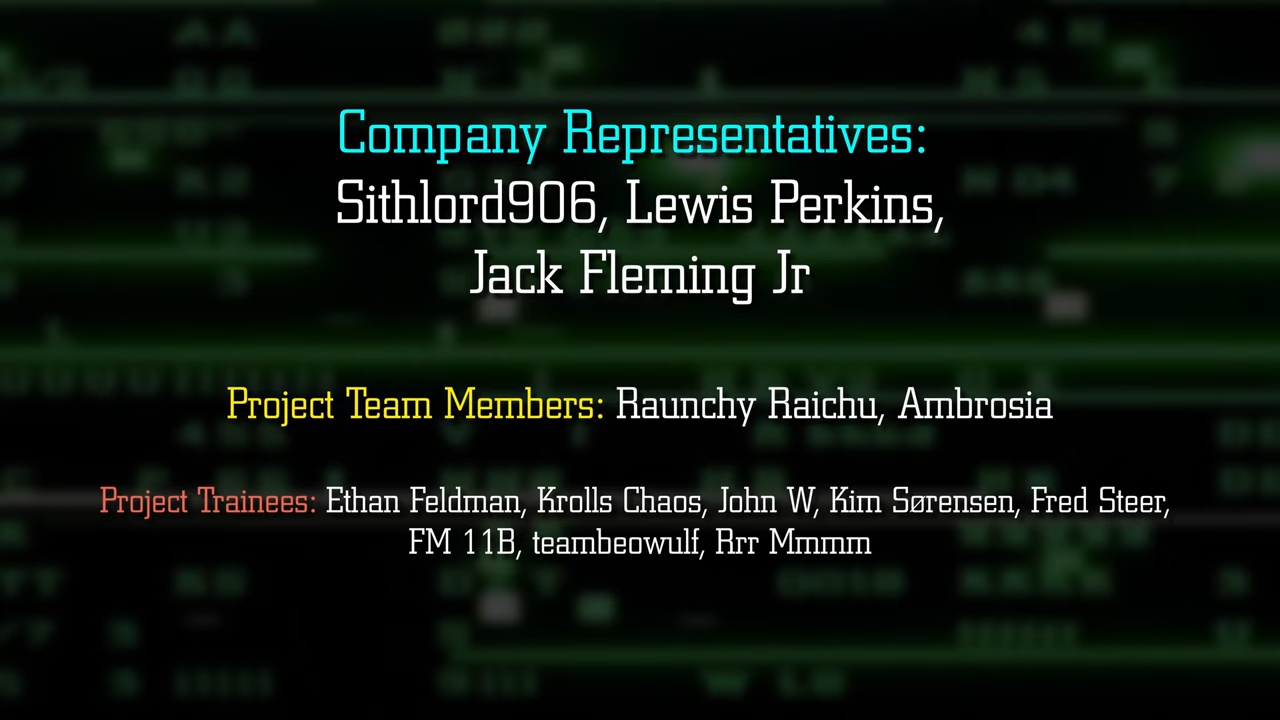 Company Representatives:
Sithlord906, Lewis Perkins,
Jack Fleming Jr
Project Team Members: Raunchy Raichu, Ambrosia
Project Trainees: Ethan Feldman, Krolls Chaos, John W, Kim Sørensen, Fred Steer,
FM 11B, teambeowulf, Rrr Mmmm